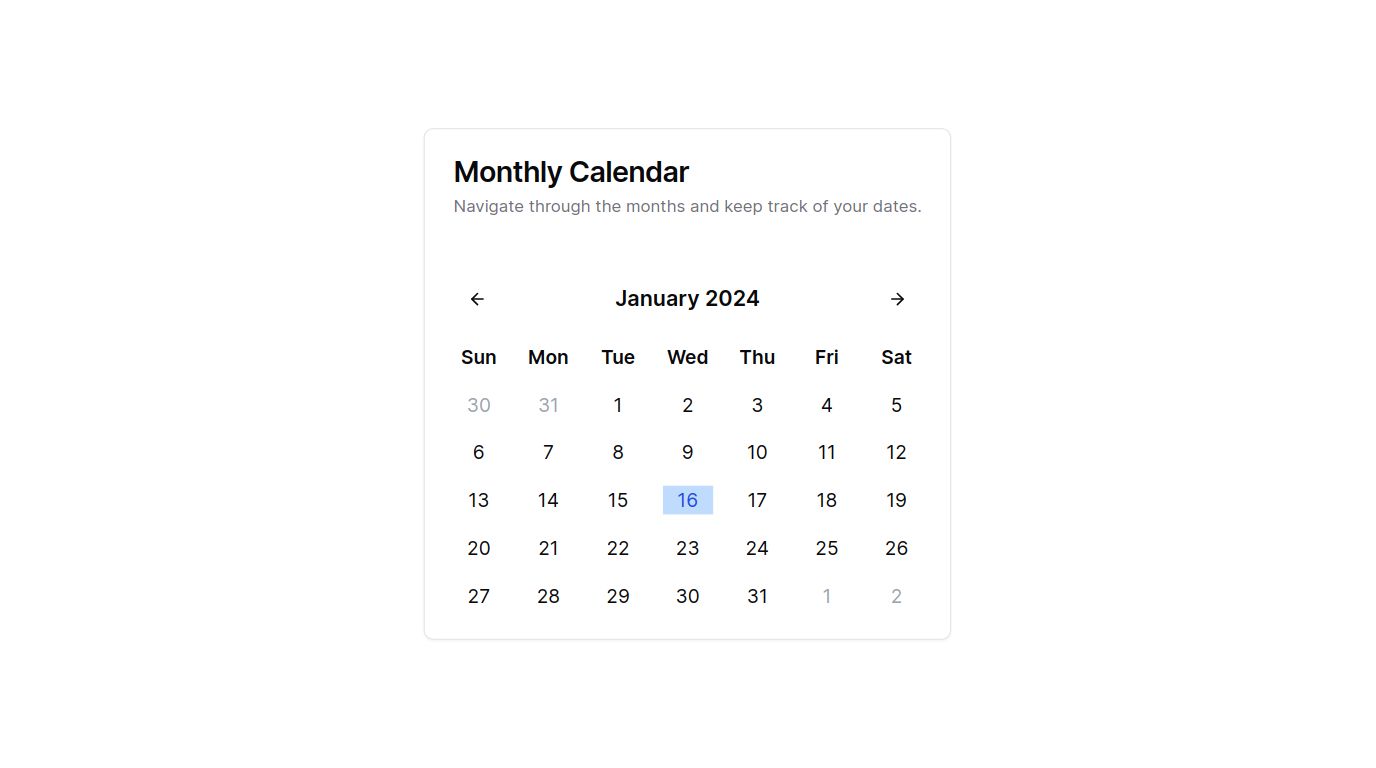 Monthly Calendar
Navigate through the months and keep track of your dates.
January 2024
Sun Mon Tue Wed Thu Fri Sat
30 31 1 2 3 4 5
6 7 8 9 10 11 12
13 14 15 16 17 18 19
20 21 22 23 24 25 26
27 28 29 30 31 1 2